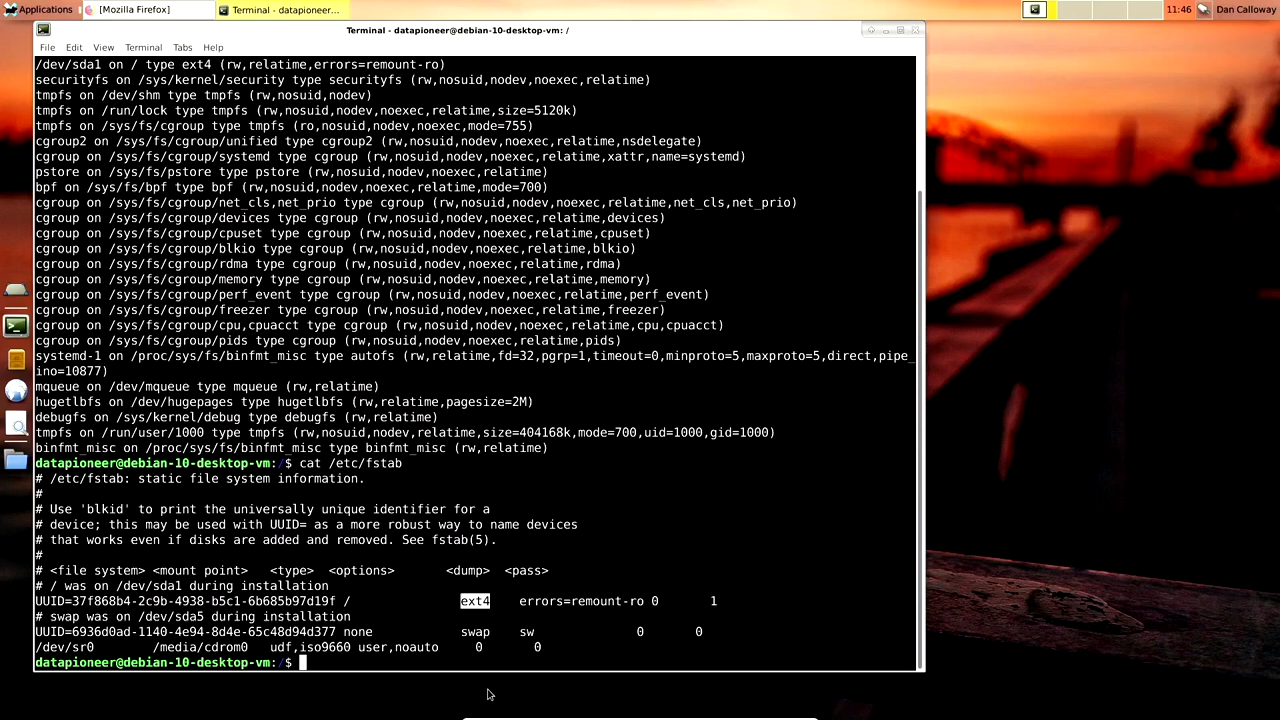 Applications [Mozilla Firefox] Terminal - datapioneer... 11:46 Dan Calloway
Terminal - datapioneer@debian-10-desktop-vm: /
File Edit View Terminal Tabs Help
/dev/sda1 on / type ext4 (rw,relatime,errors=remount-ro)
securityfs on /sys/kernel/security type securityfs (rw,nosuid,nodev,noexec,relatime)
tmpfs on /dev/shm type tmpfs (rw,nosuid,nodev)
tmpfs on /run/lock type tmpfs (rw,nosuid,nodev,noexec,relatime,size=5120k)
tmpfs on /sys/fs/cgroup type tmpfs (ro,nosuid,nodev,noexec,mode=755)
cgroup2 on /sys/fs/cgroup/unified type cgroup2 (rw,nosuid,nodev,noexec,relatime,nsdelegate)
cgroup on /sys/fs/cgroup/systemd type cgroup (rw,nosuid,nodev,noexec,relatime,xattr,name=systemd)
pstore on /sys/fs/pstore type pstore (rw,nosuid,nodev,noexec,relatime)
bpf on /sys/fs/bpf type bpf (rw,nosuid,nodev,noexec,relatime,mode=700)
cgroup on /sys/fs/cgroup/net_cls,net_prio type cgroup (rw,nosuid,nodev,noexec,relatime,net_cls,net_prio)
cgroup on /sys/fs/cgroup/devices type cgroup (rw,nosuid,nodev,noexec,relatime,devices)
cgroup on /sys/fs/cgroup/cpuset type cgroup (rw,nosuid,nodev,noexec,relatime,cpuset)
cgroup on /sys/fs/cgroup/blkio type cgroup (rw,nosuid,nodev,noexec,relatime,blkio)
cgroup on /sys/fs/cgroup/rdma type cgroup (rw,nosuid,nodev,noexec,relatime,rdma)
cgroup on /sys/fs/cgroup/memory type cgroup (rw,nosuid,nodev,noexec,relatime,memory)
cgroup on /sys/fs/cgroup/perf_event type cgroup (rw,nosuid,nodev,noexec,relatime,perf_event)
cgroup on /sys/fs/cgroup/freezer type cgroup (rw,nosuid,nodev,noexec,relatime,freezer)
cgroup on /sys/fs/cgroup/cpu,cpuacct type cgroup (rw,nosuid,nodev,noexec,relatime,cpu,cpuacct)
cgroup on /sys/fs/cgroup/pids type cgroup (rw,nosuid,nodev,noexec,relatime,pids)
systemd-1 on /proc/sys/fs/binfmt_misc type autofs (rw,relatime,fd=32,pgrp=1,timeout=0,minproto=5,maxproto=5,direct,pipe_
ino=10877)
mqueue on /dev/mqueue type mqueue (rw,relatime)
hugetlbfs on /dev/hugepages type hugetlbfs (rw,relatime,pagesize=2M)
debugfs on /sys/kernel/debug type debugfs (rw,relatime)
tmpfs on /run/user/1000 type tmpfs (rw,nosuid,nodev,relatime,size=404168k,mode=700,uid=1000,gid=1000)
binfmt_misc on /proc/sys/fs/binfmt_misc type binfmt_misc (rw,relatime)
datapioneer@debian-10-desktop-vm:/$ cat /etc/fstab
# /etc/fstab: static file system information.
#
# Use 'blkid' to print the universally unique identifier for a
# device; this may be used with UUID= as a more robust way to name devices
# that works even if disks are added and removed. See fstab(5).
#
# <file system> <mount point>   <type>  <options>       <dump>  <pass>
# / was on /dev/sda1 during installation
UUID=37f868b4-2c9b-4938-b5c1-6b685b97d19f /               ext4    errors=remount-ro 0       1
# swap was on /dev/sda5 during installation
UUID=6936d0ad-1140-4e94-8d4e-65c48d94d377 none            swap    sw              0       0
/dev/sr0        /media/cdrom0   udf,iso9660 user,noauto     0       0
datapioneer@debian-10-desktop-vm:/$